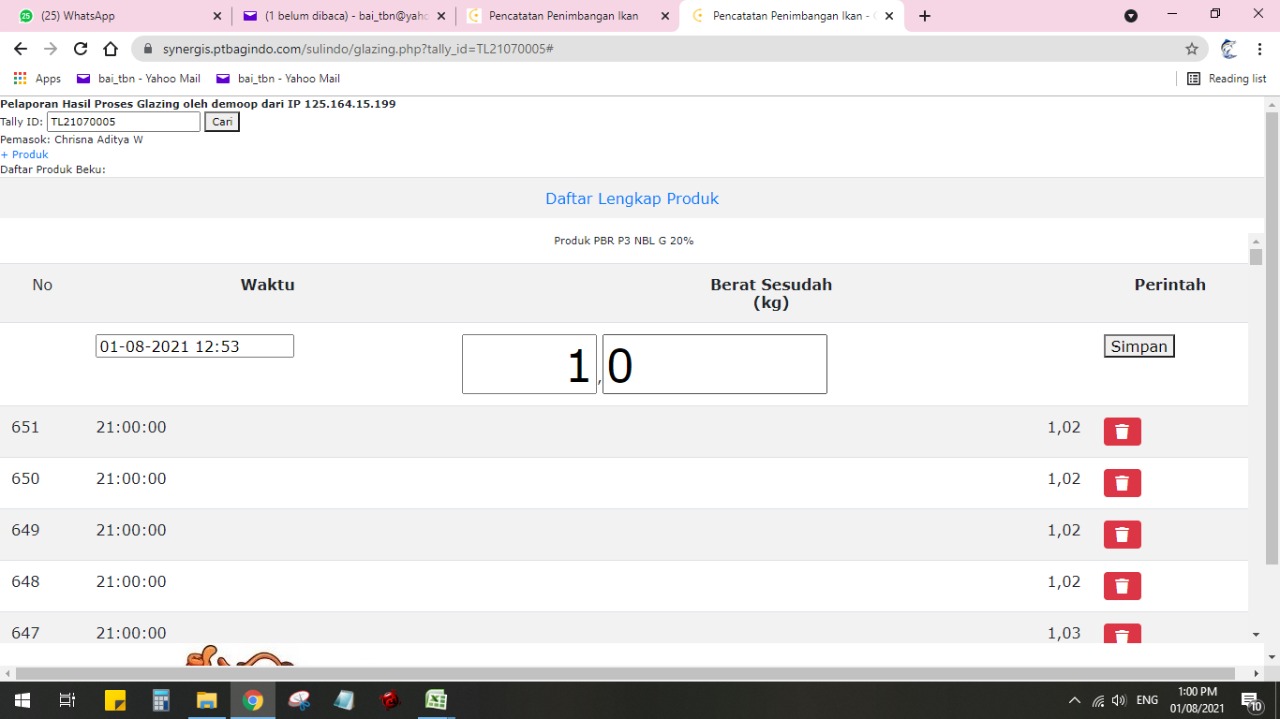 (25) WhatsApp
(1 belum dibaca) - bai_tbn@yaho
Pencatatan Penimbangan Ikan
Pencatatan Penimbangan Ikan -
synergis.ptbagindo.com/sulindo/glazing.php?tally_id=TL21070005#
Apps
bai_tbn - Yahoo Mail
bai_tbn - Yahoo Mail
Reading list
Pelaporan Hasil Proses Glazing oleh demoop dari IP 125.164.15.199
Tally ID: TL21070005 Cari
Pemasok: Chrisna Aditya W
+ Produk
Daftar Produk Beku:
Daftar Lengkap Produk
Produk PBR P3 NBL G 20%
No Waktu Berat Sesudah (kg) Perintah
01-08-2021 12:53 1 , 0 Simpan
651 21:00:00 1,02
650 21:00:00 1,02
649 21:00:00 1,02
648 21:00:00 1,02
647 21:00:00 1,03
ENG
1:00 PM
01/08/2021
10